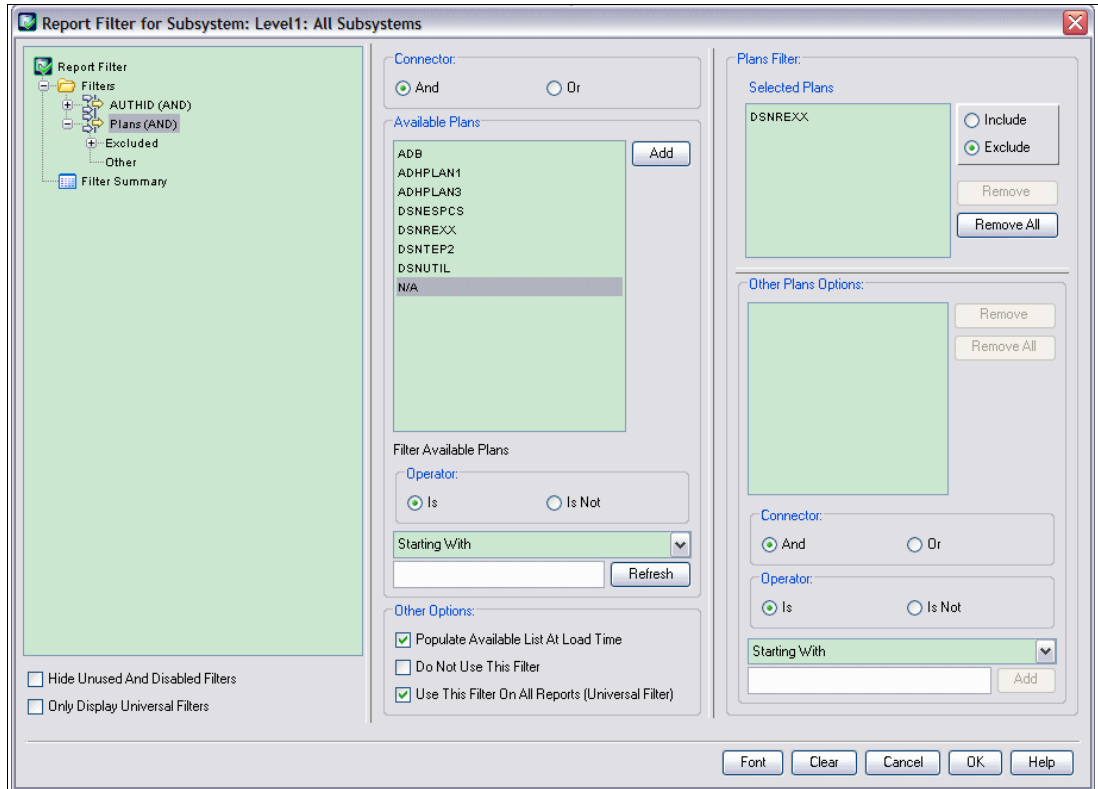 Report Filter for Subsystem: Level1: All Subsystems
Report Filter
Filters
AUTHID (AND)
Plans (AND)
Excluded
Other
Filter Summary
Hide Unused And Disabled Filters
Only Display Universal Filters
Connector:
And Or
Available Plans
ADB
ADHPLAN1
ADHPLAN3
DSNESPCS
DSNREXX
DSNTEP2
DSNUTIL
N/A
Add
Filter Available Plans
Operator:
Is Is Not
Starting With
Refresh
Other Options:
Populate Available List At Load Time
Do Not Use This Filter
Use This Filter On All Reports (Universal Filter)
Plans Filter:
Selected Plans
DSNREXX
Include
Exclude
Remove
Remove All
Other Plans Options:
Remove
Remove All
Connector:
And Or
Operator:
Is Is Not
Starting With
Add
Font Clear Cancel OK Help